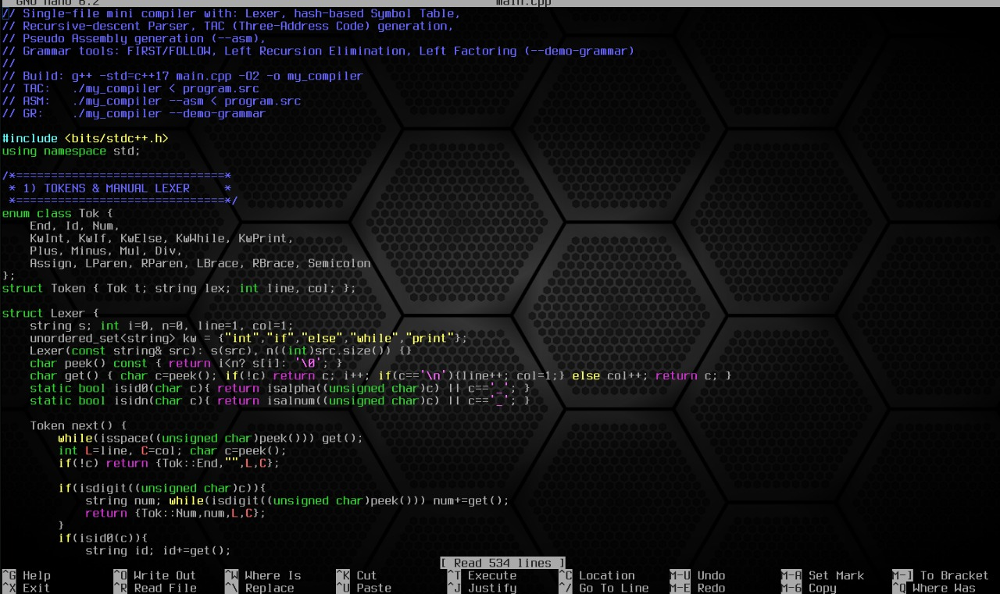 GNU nano 6.2 main.cpp
// Single-file mini compiler with: Lexer, hash-based Symbol Table,
// Recursive-descent Parser, TAC (Three-Address Code) generation,
// Pseudo Assembly generation (--asm),
// Grammar tools: FIRST/FOLLOW, Left Recursion Elimination, Left Factoring (--demo-grammar)
//
// Build: g++ -std=c++17 main.cpp -O2 -o my_compiler
// TAC:   ./my_compiler < program.src
// ASM:   ./my_compiler --asm < program.src
// GR:    ./my_compiler --demo-grammar

#include <bits/stdc++.h>
using namespace std;

/*==============================*
 * 1) TOKENS & MANUAL LEXER     *
 *==============================*/
enum class Tok {
    End, Id, Num,
    KwInt, KwIf, KwElse, KwWhile, KwPrint,
    Plus, Minus, Mul, Div,
    Assign, LParen, RParen, LBrace, RBrace, Semicolon
};
struct Token { Tok t; string lex; int line, col; };

struct Lexer {
    string s; int i=0, n=0, line=1, col=1;
    unordered_set<string> kw = {"int","if","else","while","print"};
    Lexer(const string& src): s(src), n((int)src.size()) {}
    char peek() const { return i<n? s[i]: '\0'; }
    char get() { char c=peek(); if(!c) return c; i++; if(c=='\n'){line++; col=1;} else col++; return c; }
    static bool isid0(char c){ return isalpha((unsigned char)c) || c=='_'; }
    static bool isidn(char c){ return isalnum((unsigned char)c) || c=='_'; }

    Token next() {
        while(isspace((unsigned char)peek())) get();
        int L=line, C=col; char c=peek();
        if(!c) return {Tok::End,"",L,C};

        if(isdigit((unsigned char)c)){
            string num; while(isdigit((unsigned char)peek())) num+=get();
            return {Tok::Num,num,L,C};
        }
        if(isid0(c)){
            string id; id+=get();
[ Read 534 lines ]
^G Help ^O Write Out ^W Where Is ^K Cut ^T Execute ^C Location M-U Undo M-A Set Mark M-] To Bracket
^X Exit ^R Read File ^\ Replace ^U Paste ^J Justify ^/ Go To Line M-E Redo M-6 Copy ^Q Where Was